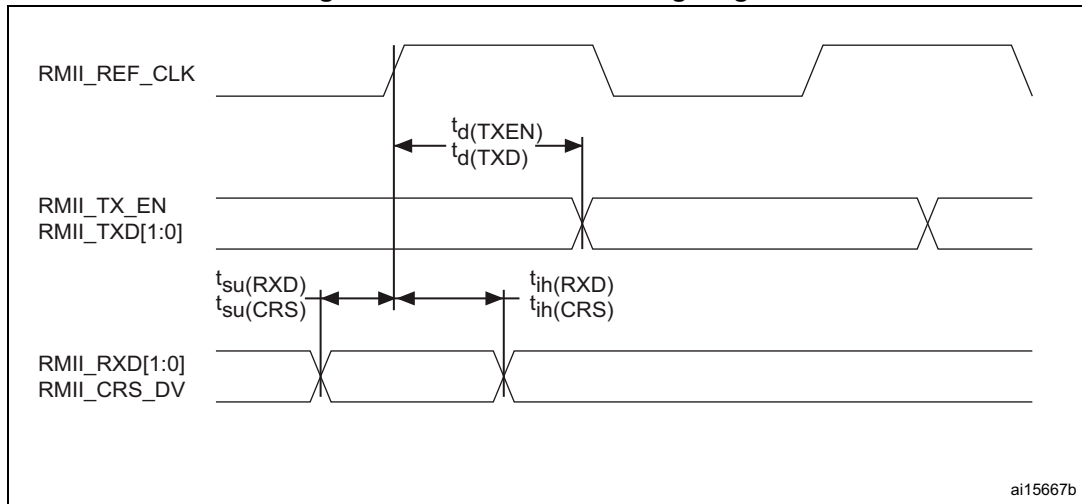 RMII_REF_CLK
td(TXEN)
td(TXD)
RMII_TX_EN
RMII_TXD[1:0]
tsu(RXD)
tsu(CRS)
tih(RXD)
tih(CRS)
RMII_RXD[1:0]
RMII_CRS_DV
ai15667b